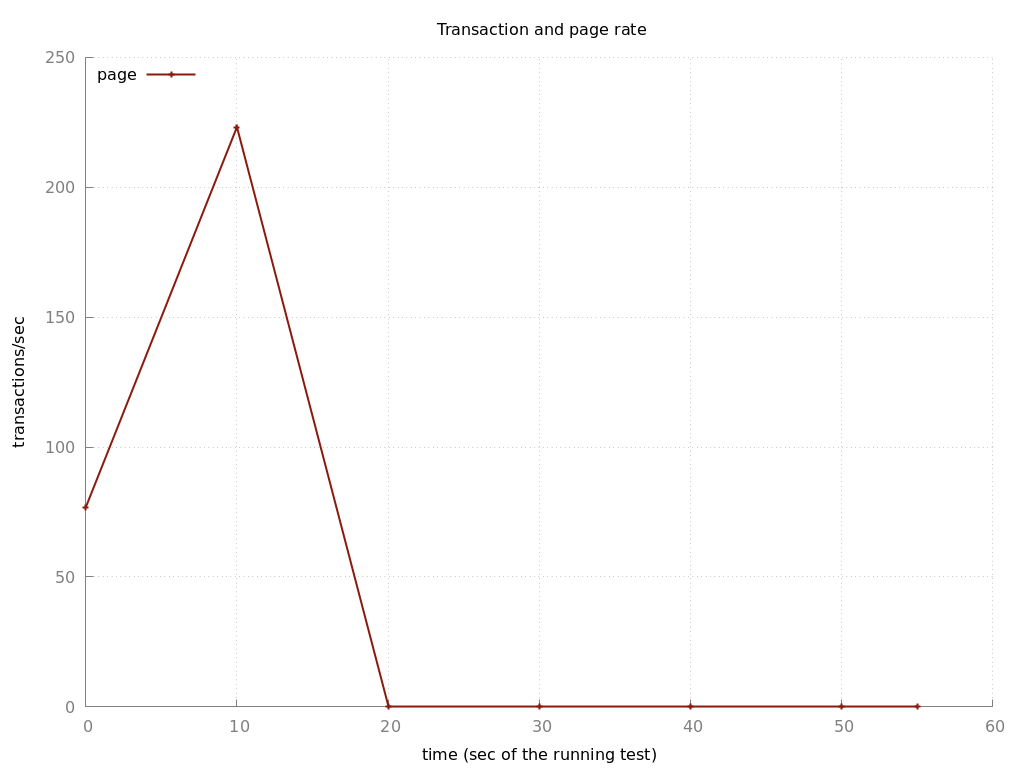 Transaction and page rate
250
page
200
150
100
50
0
transactions/sec
0 10 20 30 40 50 60
time (sec of the running test)